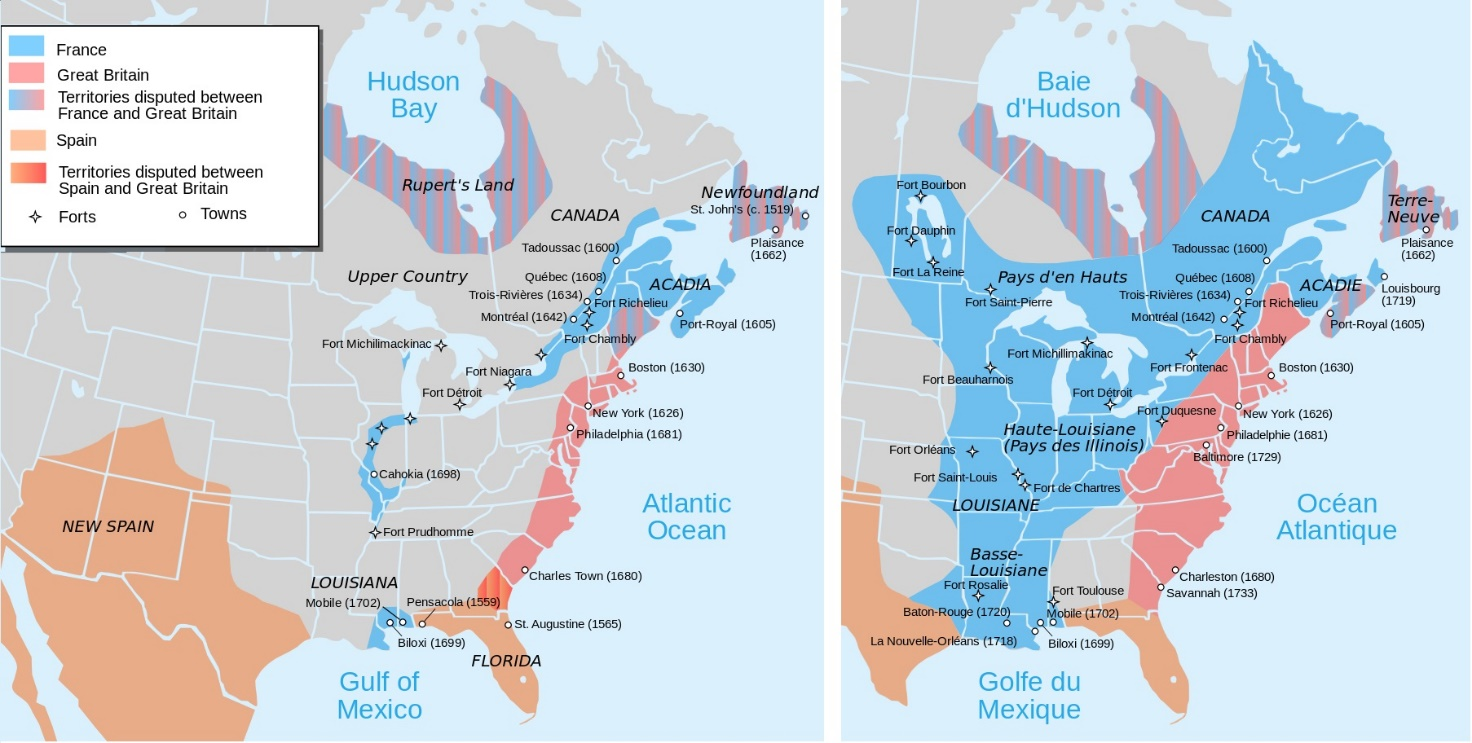 France
Great Britain
Territories disputed between
France and Great Britain
Spain
Territories disputed between
Spain and Great Britain
Forts
Towns
Hudson
Bay
Rupert's Land
Newfoundland
St. John's (c. 1519)
Plaisance
(1662)
CANADA
Tadoussac (1600)
Upper Country
Québec (1608)
ACADIA
Trois-Rivières (1634)
Fort Richelieu
Montréal (1642)
Port-Royal (1605)
Fort Chambly
Fort Michilimackinac
Fort Niagara
Boston (1630)
Fort Détroit
New York (1626)
Philadelphia (1681)
Cahokia (1698)
Atlantic
Ocean
NEW SPAIN
Fort Prudhomme
LOUISIANA
Charles Town (1680)
Mobile (1702)
Pensacola (1559)
St. Augustine (1565)
Biloxi (1699)
FLORIDA
Gulf of
Mexico
Baie
d'Hudson
Fort Bourbon
Terre-
Neuve
CANADA
Fort Dauphin
Plaisance
(1662)
Tadoussac (1600)
Fort La Reine
Pays d'en Hauts
Québec (1608)
ACADIE
Louisbourg
(1719)
Fort Saint-Pierre
Trois-Rivières (1634)
Fort Richelieu
Montréal (1642)
Port-Royal (1605)
Fort Chambly
Fort Michillimakinac
Fort Frontenac
Boston (1630)
Fort Beauharnois
Fort Détroit
Fort Duquesne
New York (1626)
Haute-Louisiane
(Pays des Illinois)
Philadelphie (1681)
Fort Orléans
Baltimore (1729)
Fort Saint-Louis
Fort de Chartres
LOUISIANE
Océan
Atlantique
Basse-
Louisiane
Charleston (1680)
Fort Rosalie
Fort Toulouse
Savannah (1733)
Baton-Rouge (1720)
Mobile (1702)
La Nouvelle-Orléans (1718)
Biloxi (1699)
Golfe du
Mexique